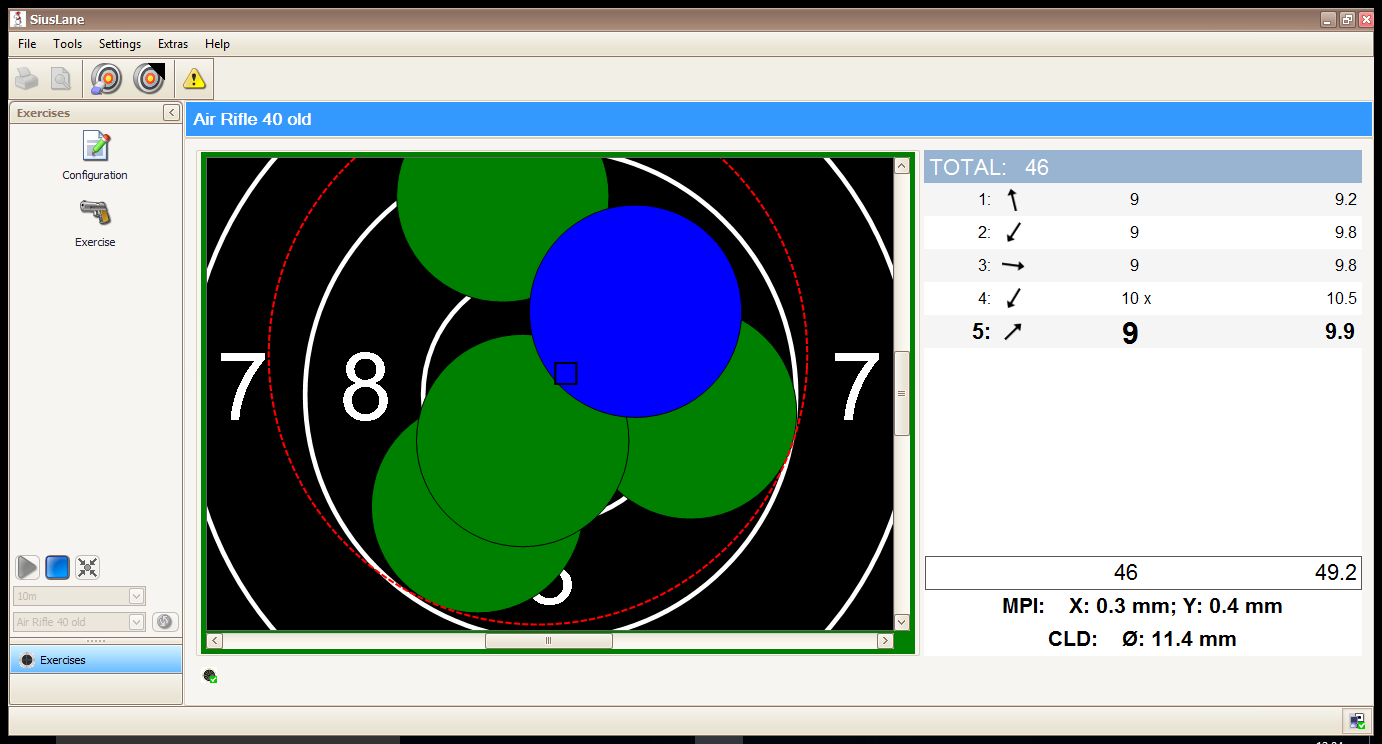 SiusLane
File Tools Settings Extras Help
Exercises
Configuration
Exercise
10m
Air Rifle 40 old
Exercises
Air Rifle 40 old
7 8 7
TOTAL: 46
1: 9 9.2
2: 9 9.8
3: 9 9.8
4: 10 x 10.5
5: 9 9.9
46 49.2
MPI: X: 0.3 mm; Y: 0.4 mm
CLD: Ø: 11.4 mm